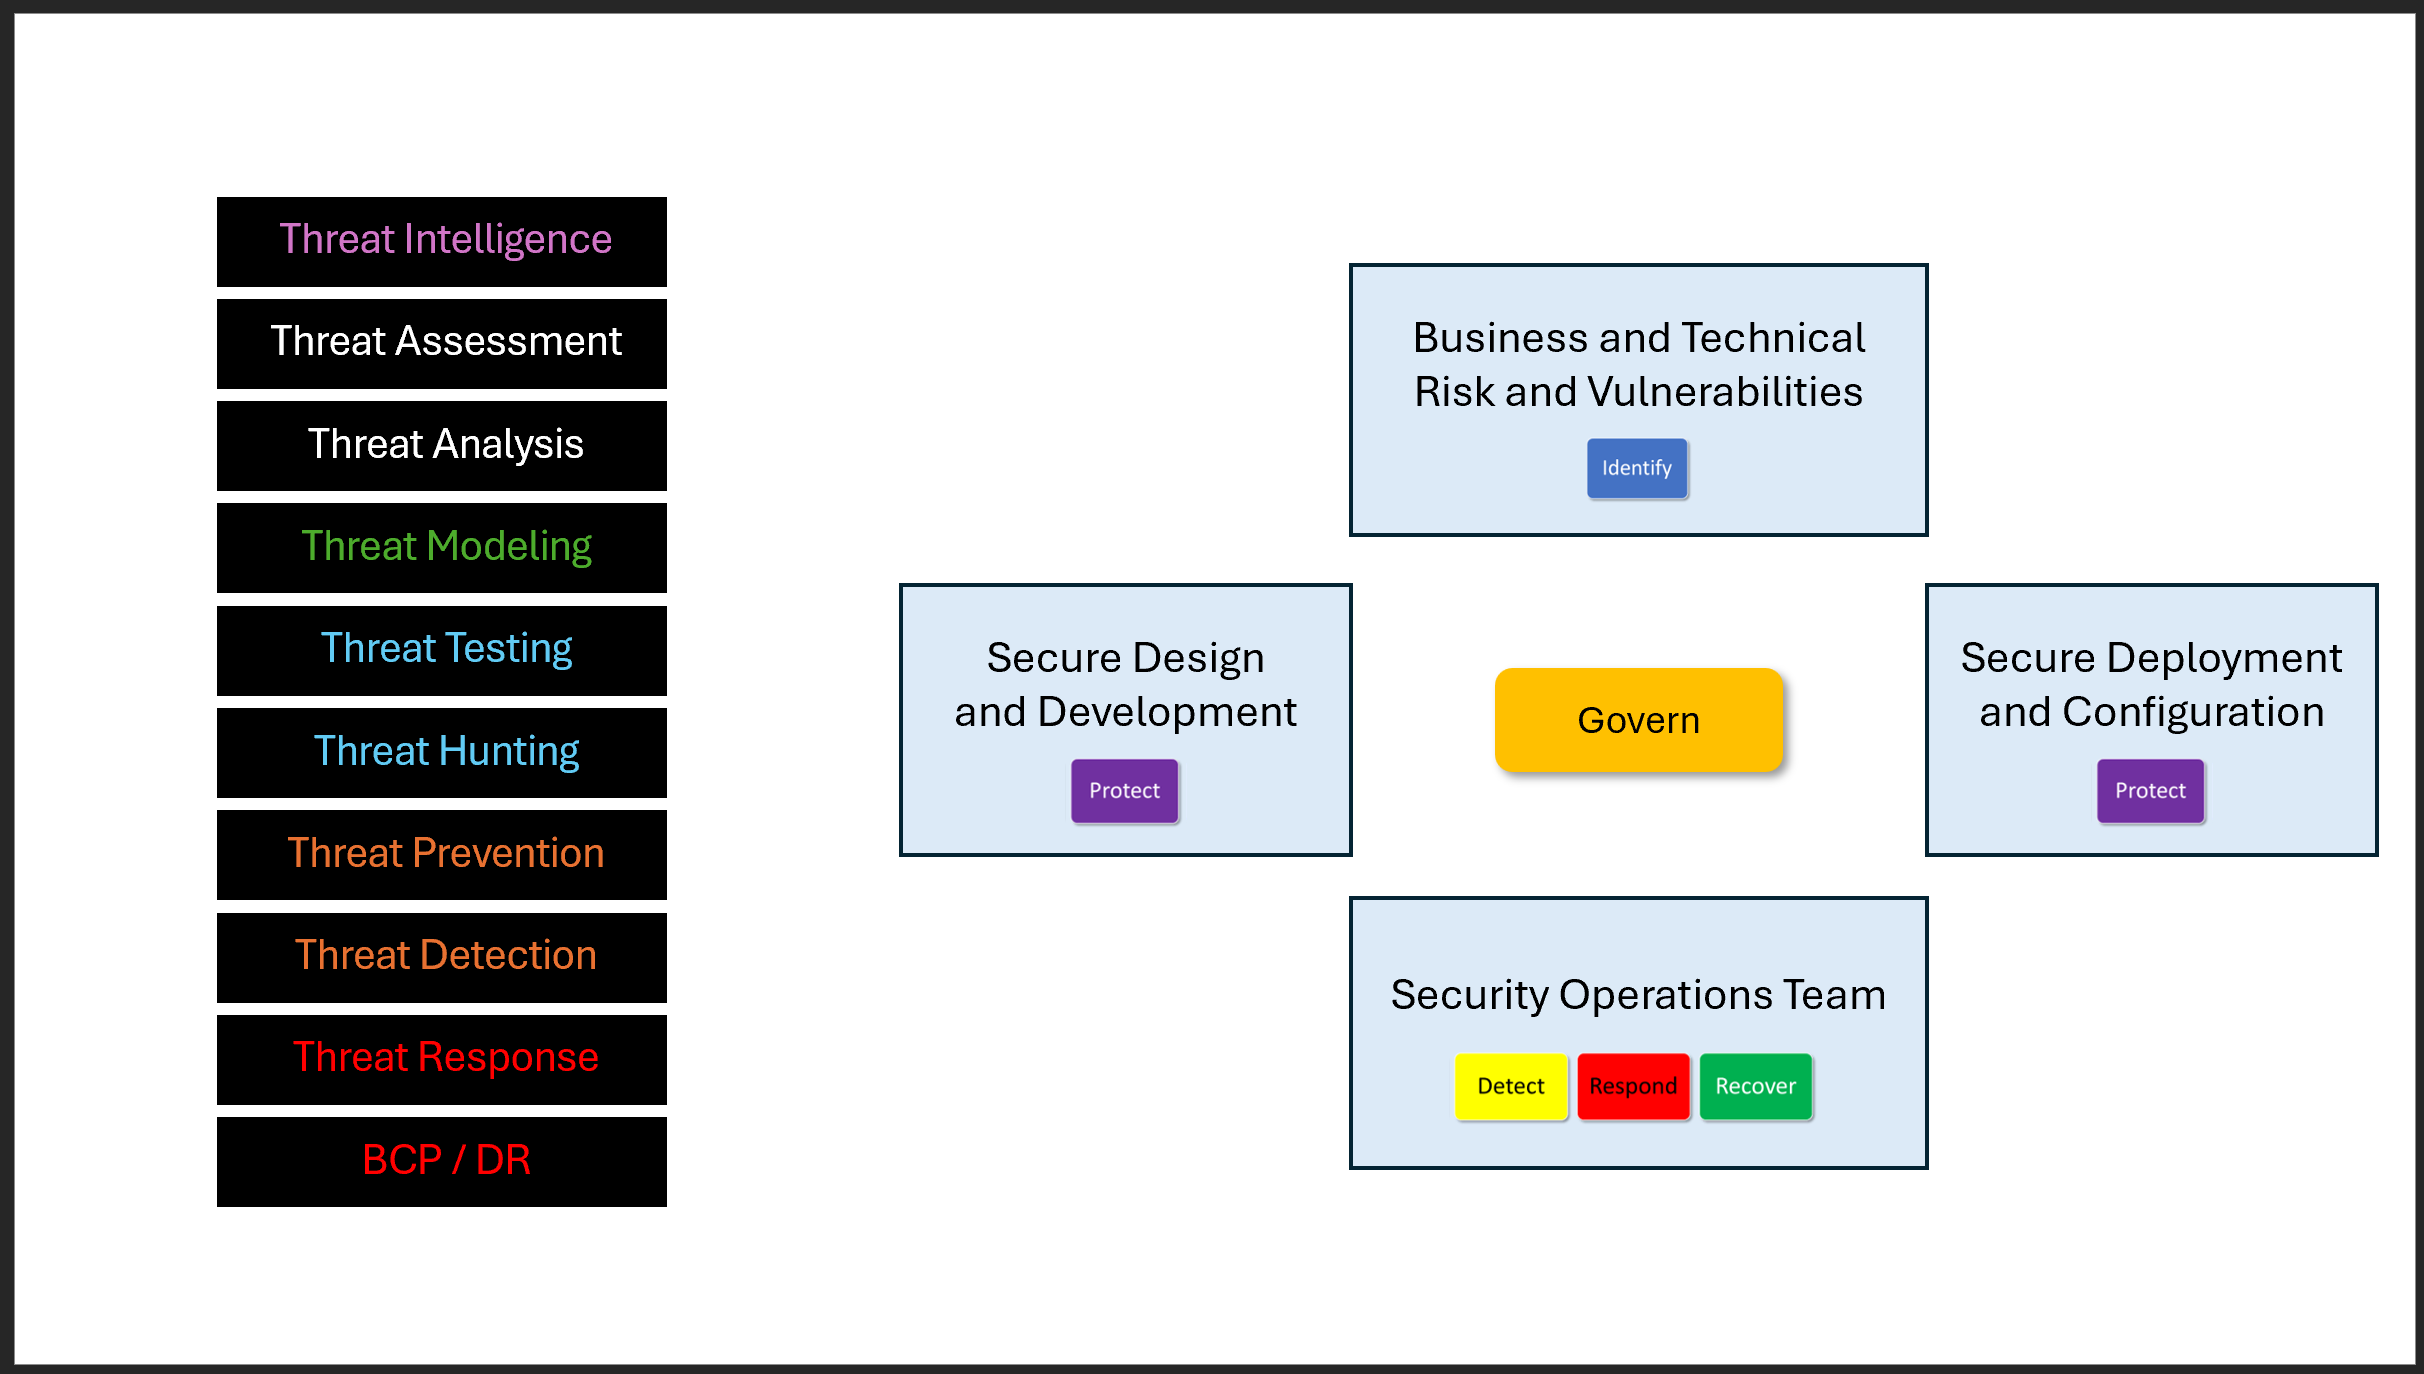 Threat Intelligence
Threat Assessment
Threat Analysis
Threat Modeling
Threat Testing
Threat Hunting
Threat Prevention
Threat Detection
Threat Response
BCP / DR
Business and Technical
Risk and Vulnerabilities
Identify
Secure Design
and Development
Protect
Govern
Secure Deployment
and Configuration
Protect
Security Operations Team
Detect
Respond
Recover